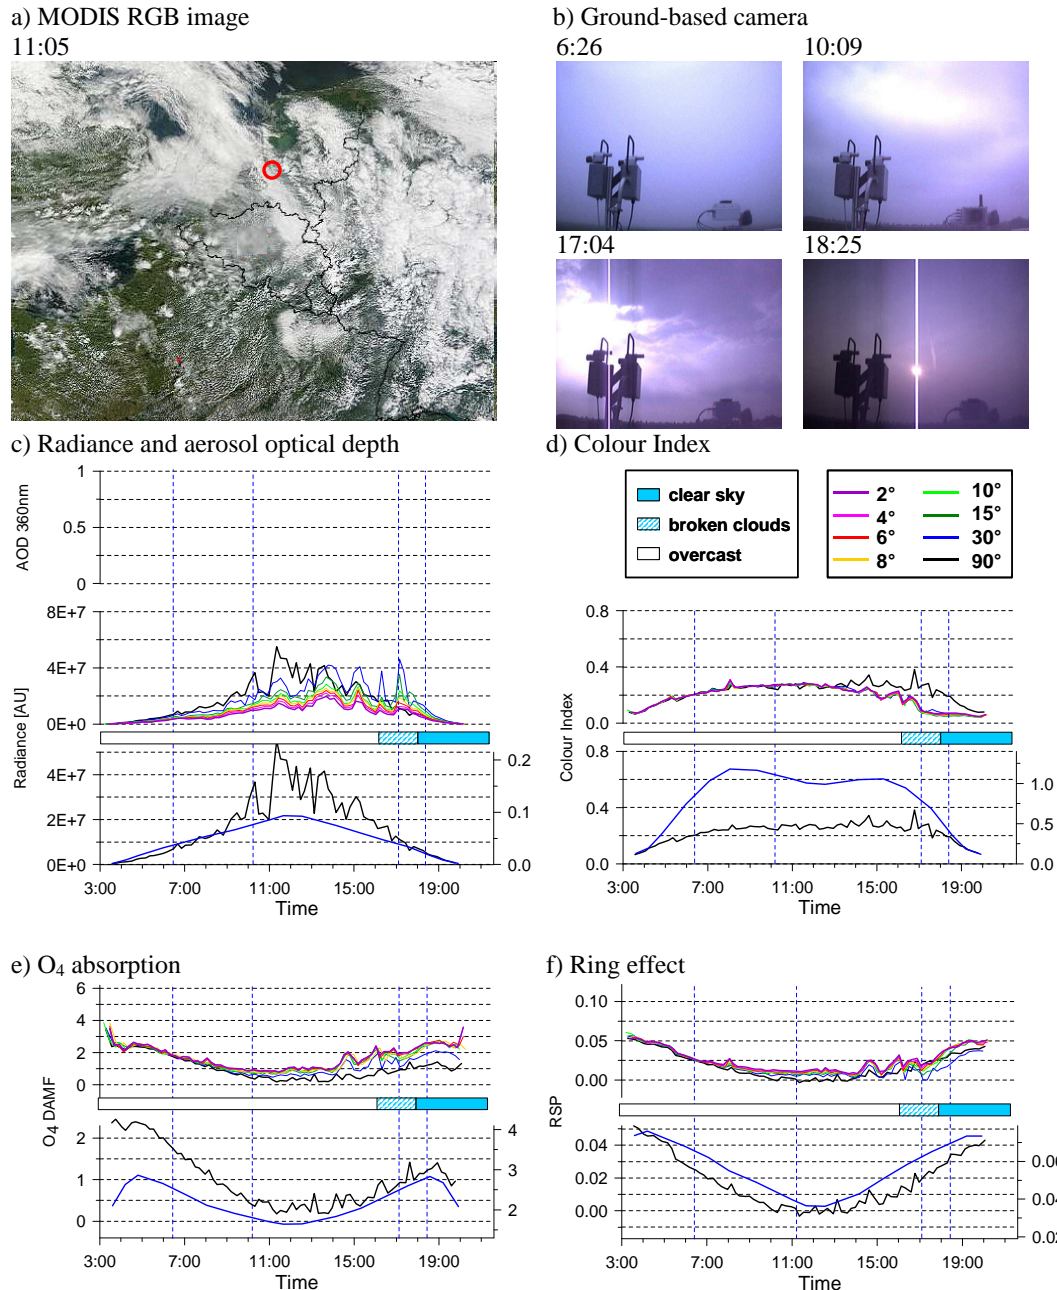 a) MODIS RGB image
11:05
b) Ground-based camera
6:26 10:09
17:04 18:25
c) Radiance and aerosol optical depth
AOD 360nm
1
0.5
0
8E+7
4E+7
0E+0
Radiance [AU]
4E+7
2E+7
0E+0
0.2
0.1
0.0
3:00 7:00 11:00 15:00 19:00
Time
d) Colour Index
clear sky
broken clouds
overcast
2° 10°
4° 15°
6° 30°
8° 90°
0.8
0.4
0.0
Colour Index
0.8
0.4
0.0
1.0
0.5
0.0
3:00 7:00 11:00 15:00 19:00
Time
e) O₄ absorption
6
4
2
0
O₄ DAMF
2
1
0
4
3
2
3:00 7:00 11:00 15:00 19:00
Time
f) Ring effect
0.10
0.05
0.00
RSP
0.04
0.02
0.00
3:00 7:00 11:00 15:00 19:00
Time